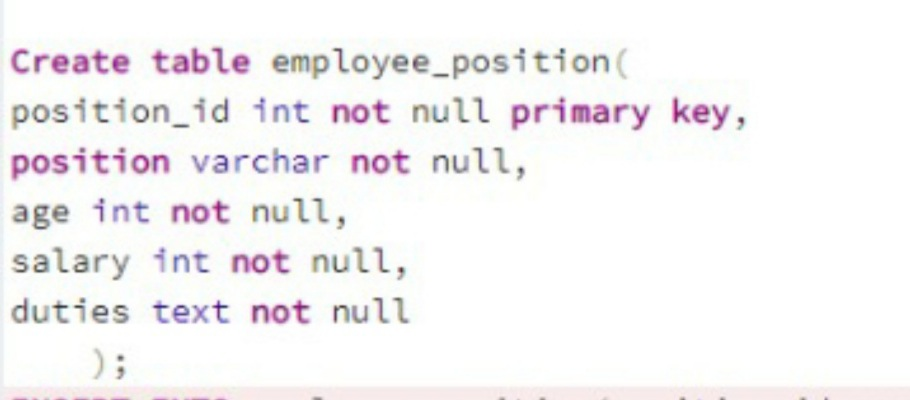 Create table employee_position(
position_id int not null primary key,
position varchar not null,
age int not null,
salary int not null,
duties text not null
);